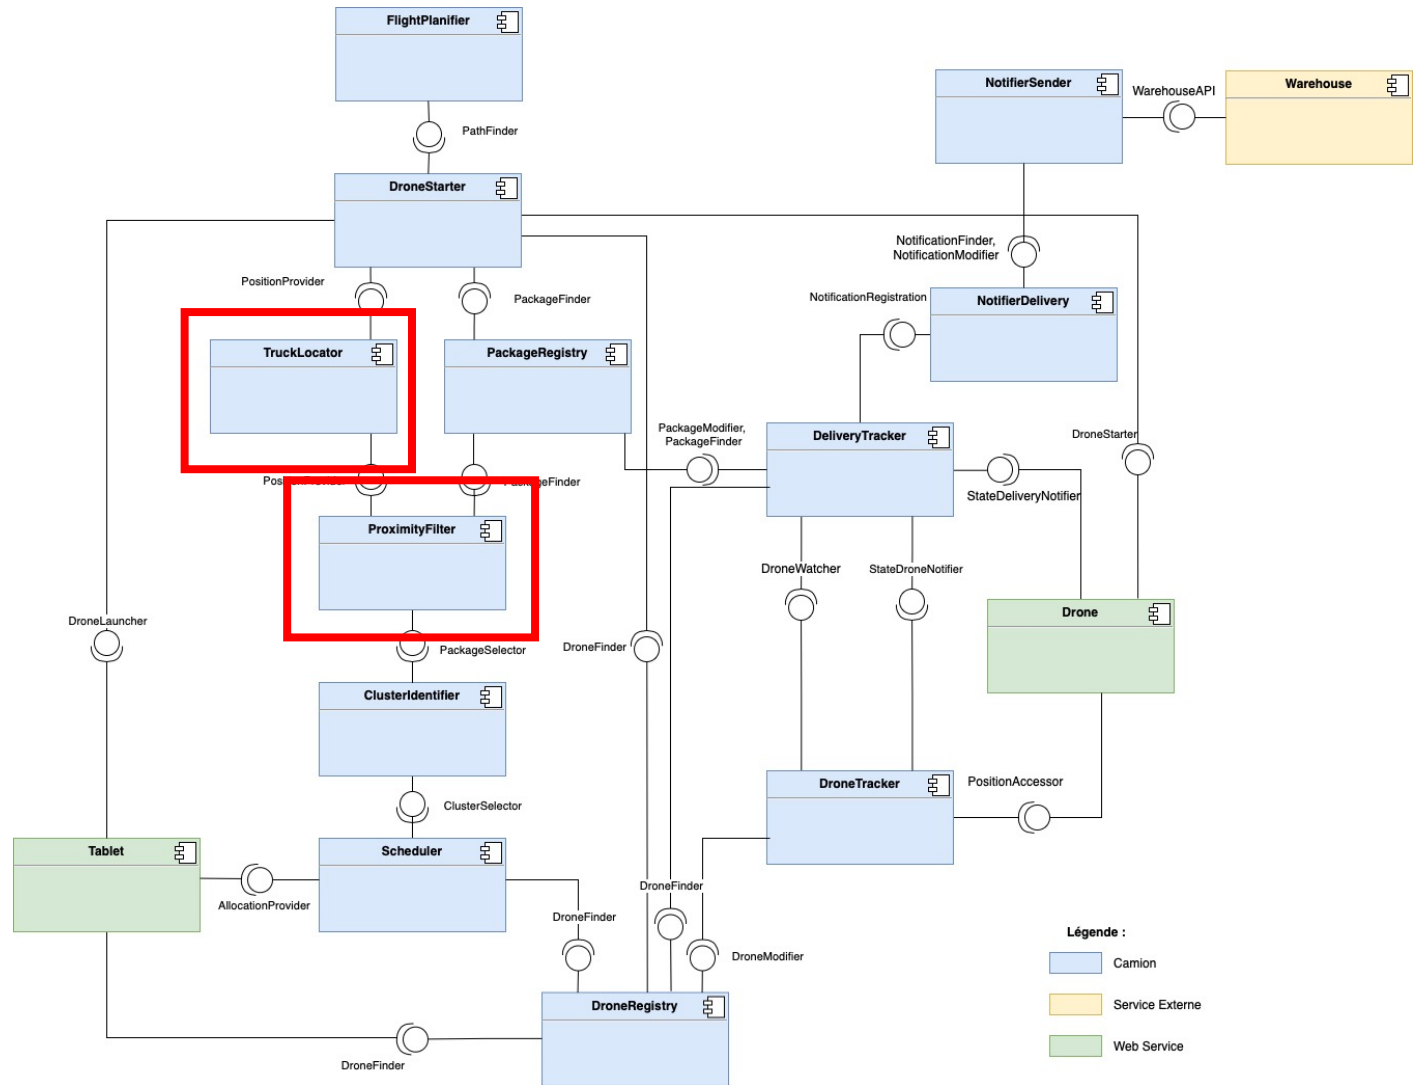 FlightPlanifier
NotifierSender
WarehouseAPI
Warehouse
PathFinder
DroneStarter
NotificationFinder,
NotificationModifier
PositionProvider
PackageFinder
NotificationRegistration
NotifierDelivery
TruckLocator
PackageRegistry
PackageModifier,
PackageFinder
DeliveryTracker
DroneStarter
PositionProvider
PackageFinder
StateDeliveryNotifier
ProximityFilter
DroneWatcher
StateDroneNotifier
Drone
DroneLauncher
PackageSelector
DroneFinder
ClusterIdentifier
DroneTracker
PositionAccessor
ClusterSelector
Tablet
Scheduler
AllocationProvider
DroneFinder
DroneFinder
Légende :
DroneModifier
Camion
DroneRegistry
Service Externe
DroneFinder
Web Service